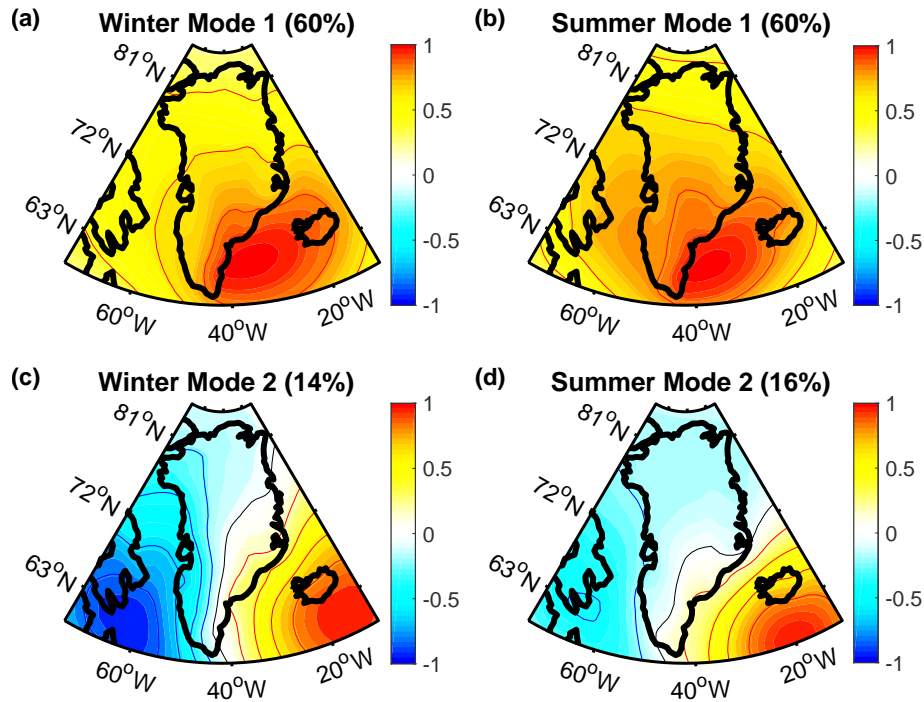 (a) Winter Mode 1 (60%)
81°N
72°N
63°N
60°W
40°W
20°W
1
0.5
0
-0.5
-1
(b) Summer Mode 1 (60%)
81°N
72°N
63°N
60°W
40°W
20°W
1
0.5
0
-0.5
-1
(c) Winter Mode 2 (14%)
81°N
72°N
63°N
60°W
40°W
20°W
1
0.5
0
-0.5
-1
(d) Summer Mode 2 (16%)
81°N
72°N
63°N
60°W
40°W
20°W
1
0.5
0
-0.5
-1